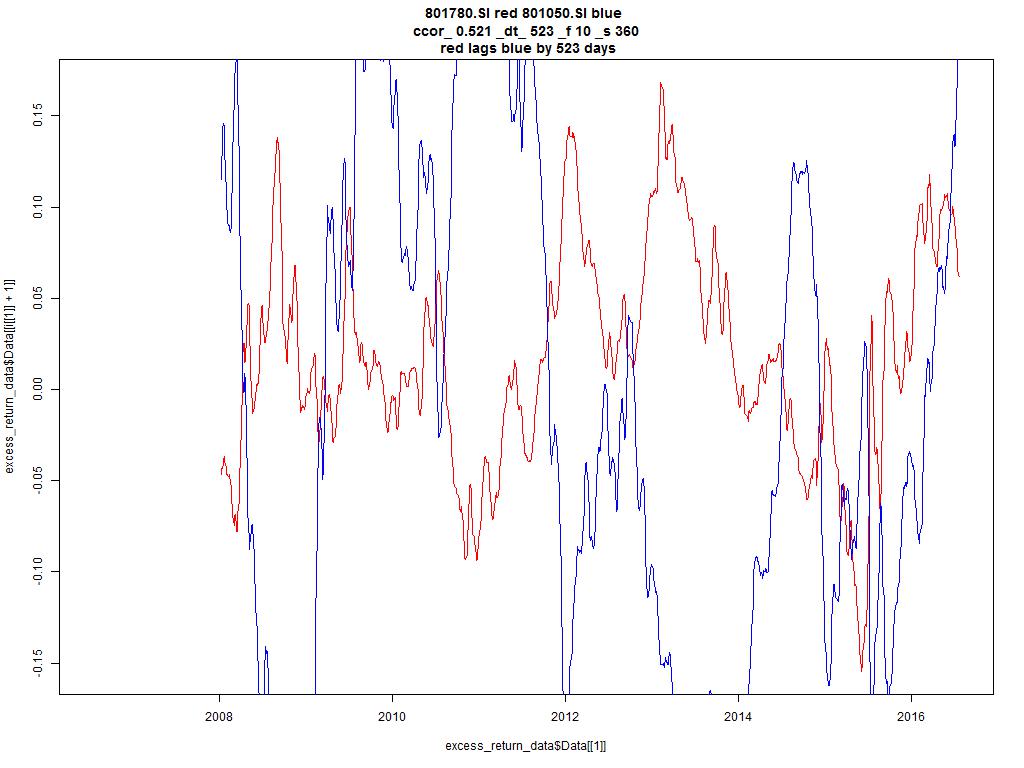 801780.SI red 801050.SI blue
ccor_ 0.521 _dt_ 523 _f 10 _s 360
red lags blue by 523 days
excess_return_data$Data[[i[[1]] + 1]]
0.15
0.10
0.05
0.00
-0.05
-0.10
-0.15
2008 2010 2012 2014 2016
excess_return_data$Data[[1]]